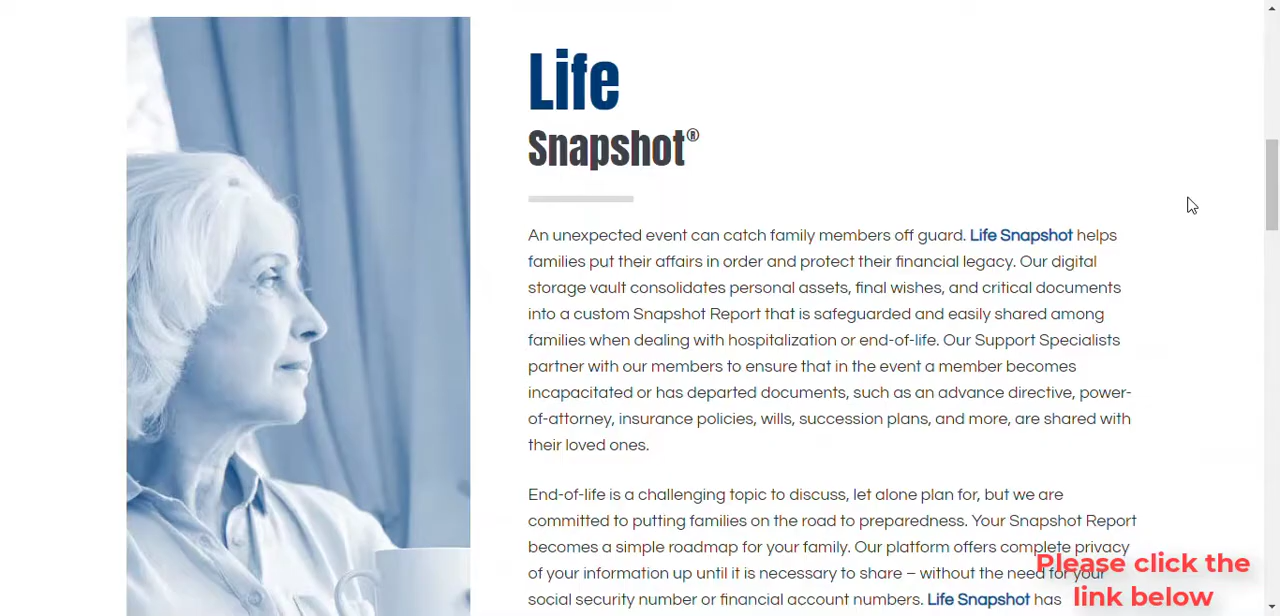 Life
Snapshot®
An unexpected event can catch family members off guard. Life Snapshot helps
families put their affairs in order and protect their financial legacy. Our digital
storage vault consolidates personal assets, final wishes, and critical documents
into a custom Snapshot Report that is safeguarded and easily shared among
families when dealing with hospitalization or end-of-life. Our Support Specialists
partner with our members to ensure that in the event a member becomes
incapacitated or has departed documents, such as an advance directive, power-
of-attorney, insurance policies, wills, succession plans, and more, are shared with
their loved ones.
End-of-life is a challenging topic to discuss, let alone plan for, but we are
committed to putting families on the road to preparedness. Your Snapshot Report
becomes a simple roadmap for your family. Our platform offers complete privacy
of your information up until it is necessary to share – without the need for your
social security number or financial account numbers. Life Snapshot has
Please click the
link below